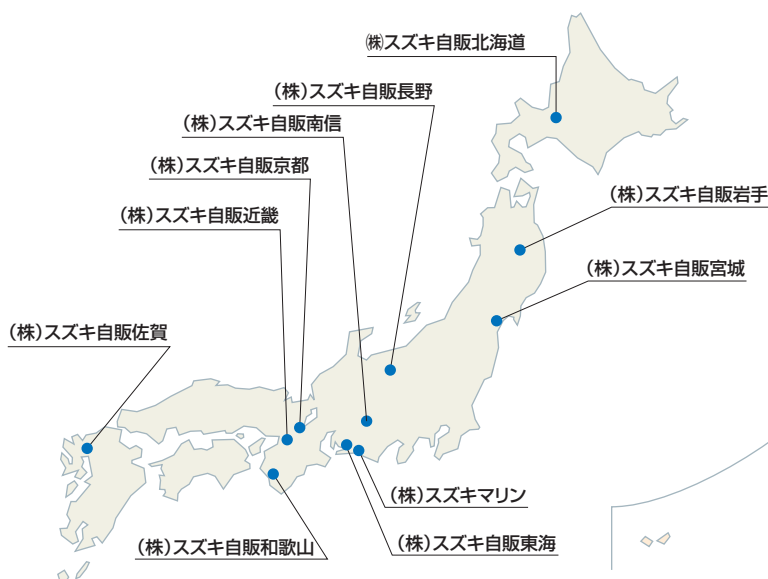 ㈱スズキ自販北海道
(株)スズキ自販長野
(株)スズキ自販南信
(株)スズキ自販京都
(株)スズキ自販岩手
(株)スズキ自販近畿
(株)スズキ自販宮城
(株)スズキ自販佐賀
(株)スズキマリン
(株)スズキ自販東海
(株)スズキ自販和歌山